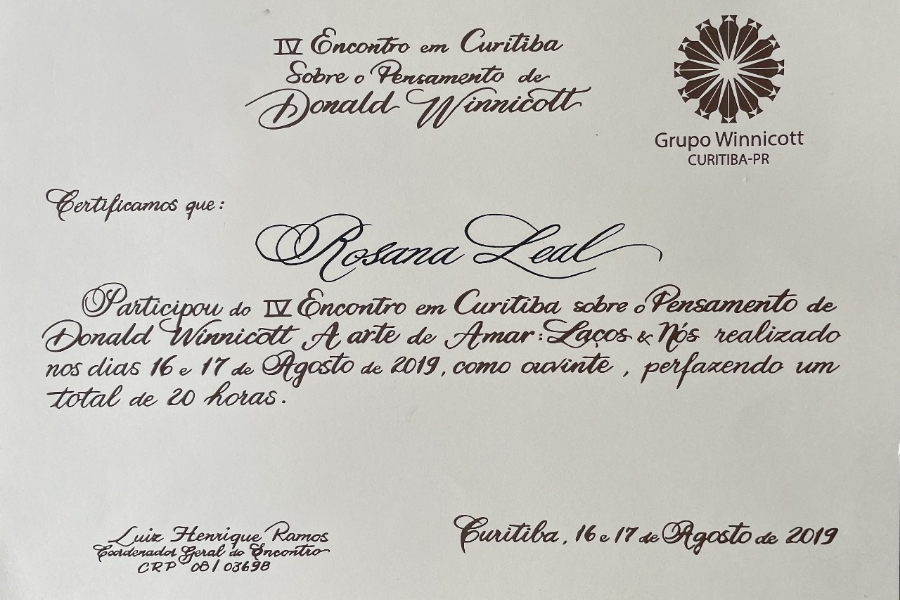 IV Encontro em Curitiba
Sobre o Pensamento de
Donald Winnicott
Grupo Winnicott
CURITIBA-PR
Certificamos que:
Rosana Leal
Participou do IV Encontro em Curitiba sobre o Pensamento de
Donald Winnicott A arte de Amar: Laços & Nós realizado
nos dias 16 e 17 de Agosto de 2019, como ouvinte, perfazendo um
total de 20 horas.
Luiz Henrique Ramos
Coordenador Geral do Encontro
CRP 08/03698
Curitiba, 16 e 17 de Agosto de 2019